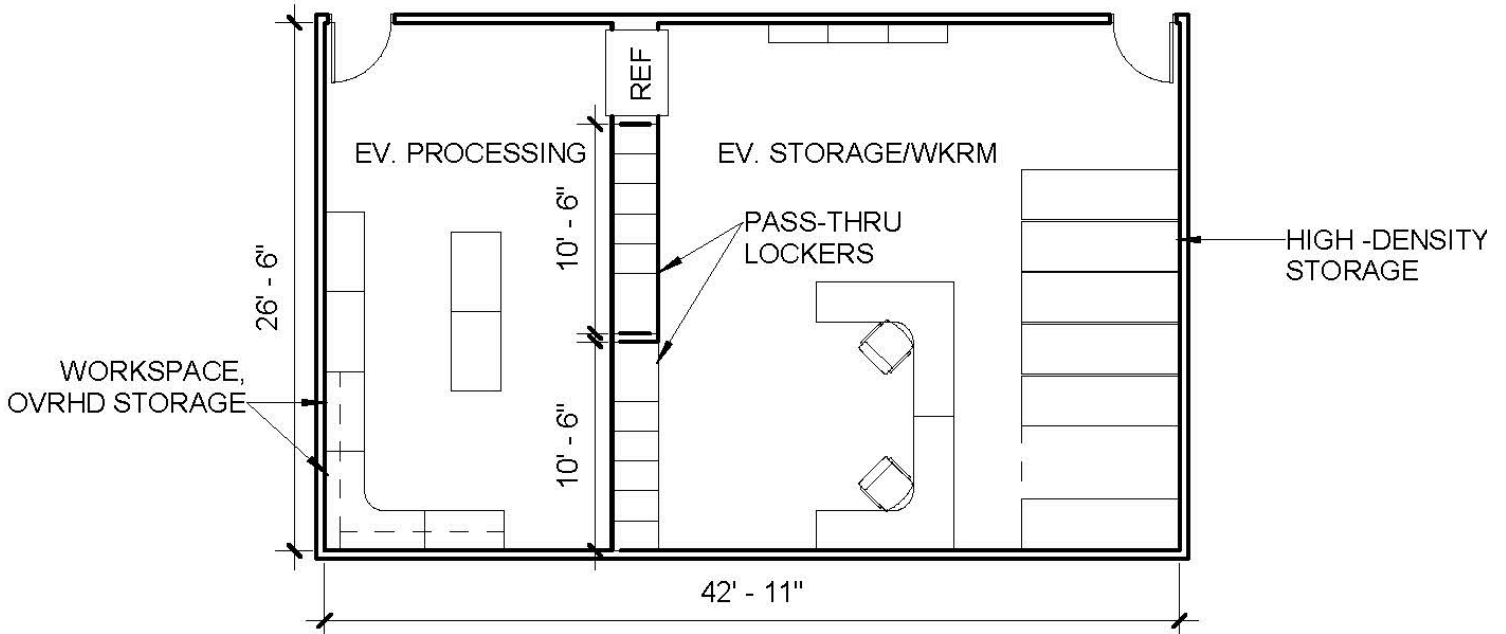 REF
EV. PROCESSING
EV. STORAGE/WKRM
10' - 6"
PASS-THRU
LOCKERS
HIGH -DENSITY
STORAGE
26' - 6"
WORKSPACE,
OVRHD STORAGE
10' - 6"
42' - 11"